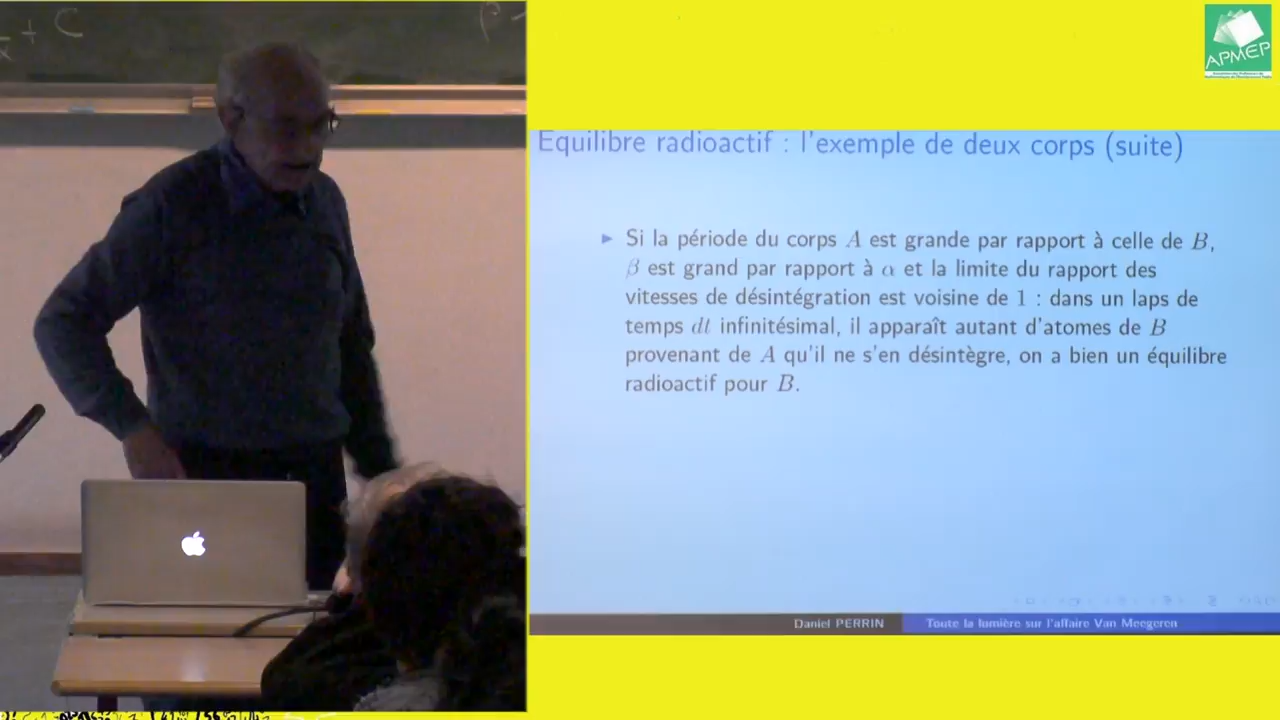 x + C
APMEP
Equilibre radioactif : l'exemple de deux corps (suite)
▶ Si la période du corps A est grande par rapport à celle de B,
β est grand par rapport à α et la limite du rapport des
vitesses de désintégration est voisine de 1 : dans un laps de
temps dt infinitésimal, il apparaît autant d'atomes de B
provenant de A qu'il ne s'en désintègre, on a bien un équilibre
radioactif pour B.
Daniel PERRIN
Toute la lumière sur l'affaire Van Meegeren